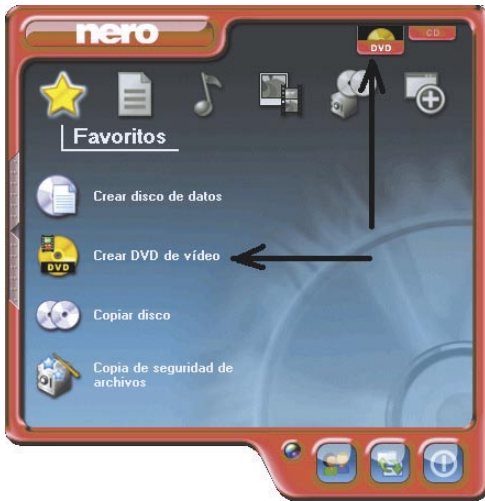 nero
DVD
CD
Favoritos
Crear disco de datos
DVD
Crear DVD de vídeo
Copiar disco
Copia de seguridad de
archivos